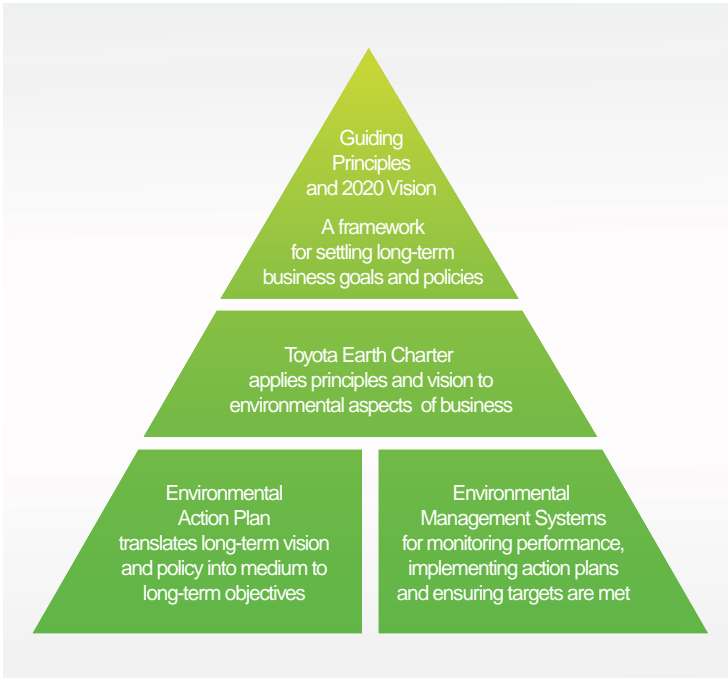 Guiding
Principles
and 2020 Vision
A framework
for settling long-term
business goals and policies
Toyota Earth Charter
applies principles and vision to
environmental aspects of business
Environmental
Action Plan
translates long-term vision
and policy into medium to
long-term objectives
Environmental
Management Systems
for monitoring performance,
implementing action plans
and ensuring targets are met